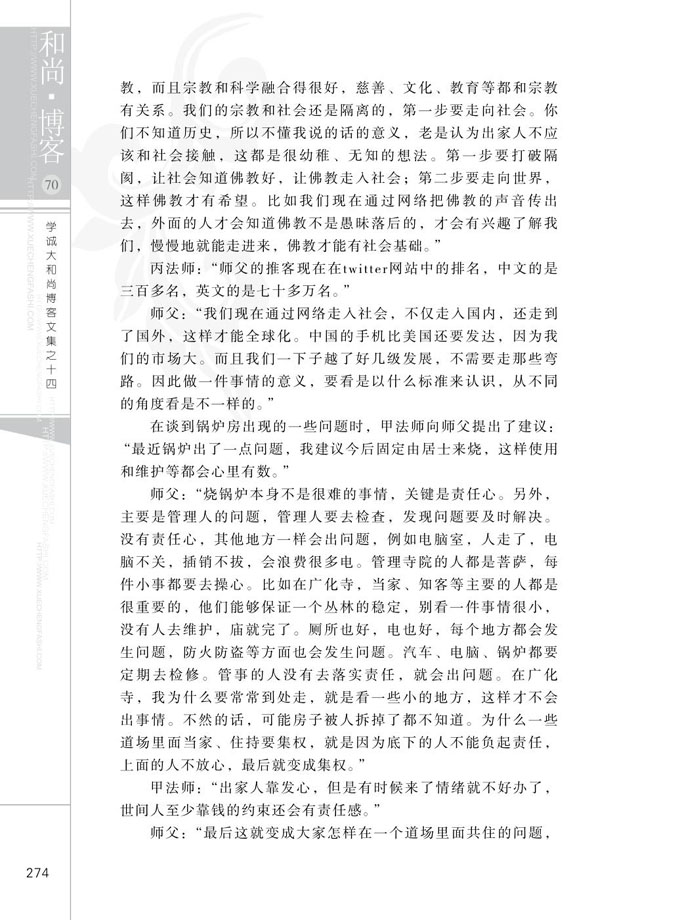 和尚·博客
70
学诚大和尚博客文集之十四
教，而且宗教和科学融合得很好，慈善、文化、教育等都和宗教
有关系。我们的宗教和社会还是隔离的，第一步要走向社会。你
们不知道历史，所以不懂我说的话的意义，老是认为出家人不应
该和社会接触，这都是很幼稚、无知的想法。第一步要打破隔
阂，让社会知道佛教好，让佛教走入社会；第二步要走向世界，
这样佛教才有希望。比如我们现在通过网络把佛教的声音传出
去，外面的人才会知道佛教不是愚昧落后的，才会有兴趣了解我
们，慢慢地就能走进来，佛教才能有社会基础。”
丙法师：“师父的推客现在在twitter网站中的排名，中文的是
三百多名，英文的是七十多万名。”
师父：“我们现在通过网络走入社会，不仅走入国内，还走到
了国外，这样才能全球化。中国的手机比美国还要发达，因为我
们的市场大。而且我们一下子越了好几级发展，不需要走那些弯
路。因此做一件事情的意义，要看是以什么标准来认识，从不同
的角度看是不一样的。”
在谈到锅炉房出现的一些问题时，甲法师向师父提出了建议：
“最近锅炉出了一点问题，我建议今后固定由居士来烧，这样使用
和维护等都会心里有数。”
师父：“烧锅炉本身不是很难的事情，关键是责任心。另外，
主要是管理人的问题，管理人要去检查，发现问题要及时解决。
没有责任心，其他地方一样会出问题，例如电脑室，人走了，电
脑不关，插销不拔，会浪费很多电。管理寺院的人都是菩萨，每
件小事都要去操心。比如在广化寺，当家、知客等主要的人都是
很重要的，他们能够保证一个丛林的稳定，别看一件事情很小，
没有人去维护，庙就完了。厕所也好，电也好，每个地方都会发
生问题，防火防盗等方面也会发生问题。汽车、电脑、锅炉都要
定期去检修。管事的人没有去落实责任，就会出问题。在广化
寺，我为什么要常常到处走，就是看一些小的地方，这样才不会
出事情。不然的话，可能房子被人拆掉了都不知道。为什么一些
道场里面当家、住持要集权，就是因为底下的人不能负起责任，
上面的人不放心，最后就变成集权。”
甲法师：“出家人靠发心，但是有时候来了情绪就不好办了，
世间人至少靠钱的约束还会有责任感。”
师父：“最后这就变成大家怎样在一个道场里面共住的问题，
274